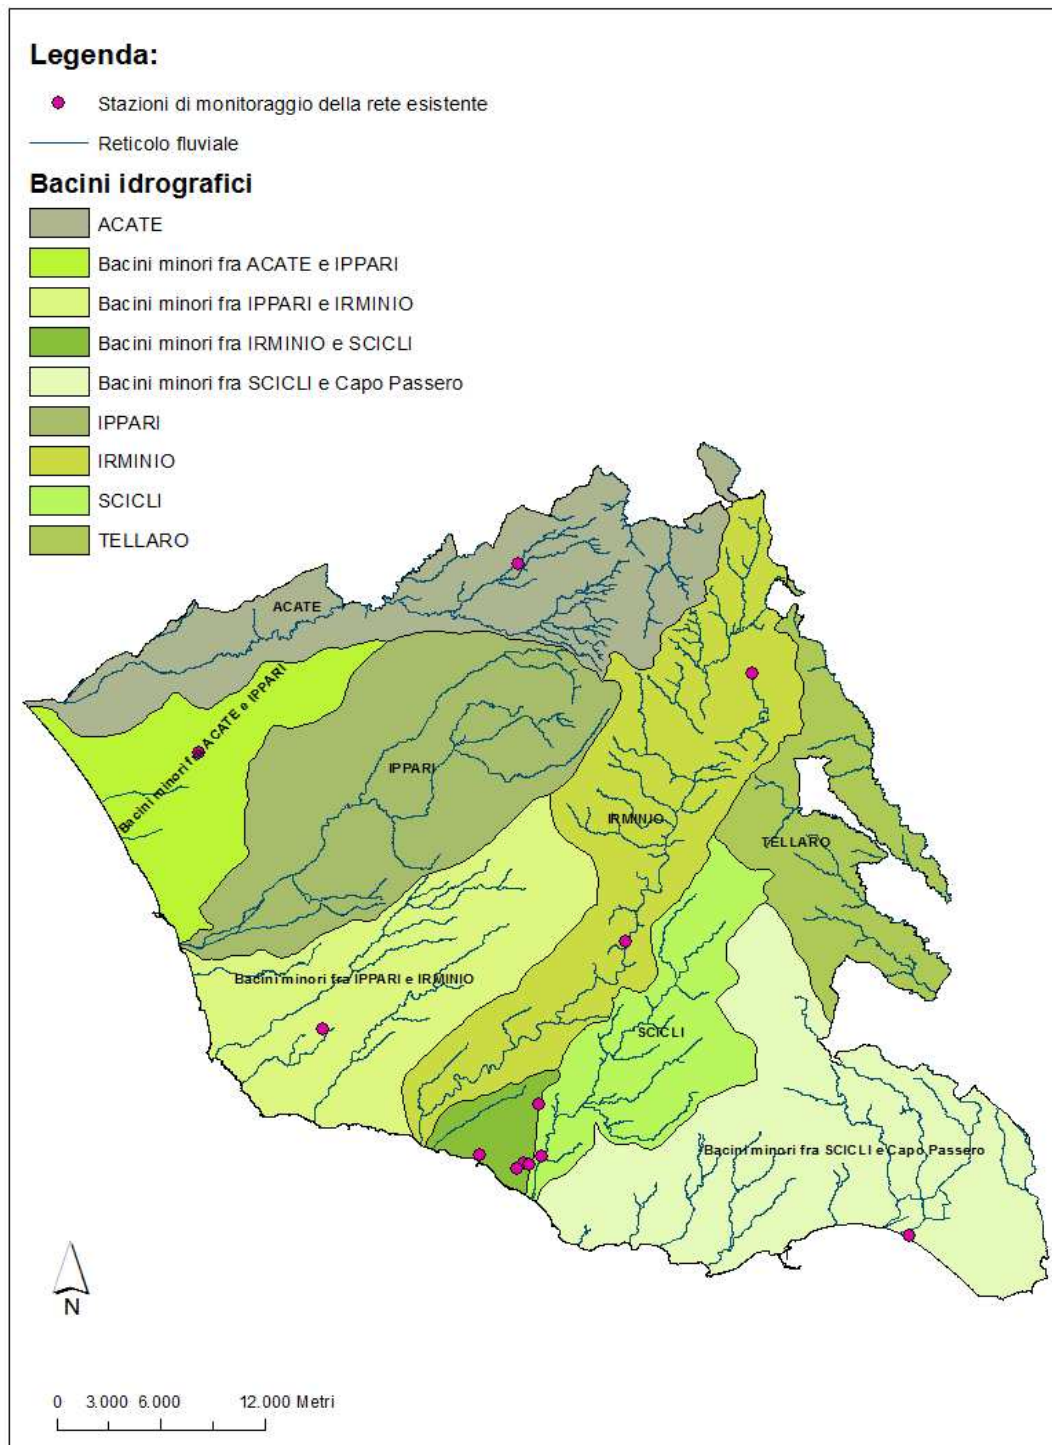 Legenda:
Stazioni di monitoraggio della rete esistente
Reticolo fluviale
Bacini idrografici
ACATE
Bacini minori fra ACATE e IPPARI
Bacini minori fra IPPARI e IRMINIO
Bacini minori fra IRMINIO e SCICLI
Bacini minori fra SCICLI e Capo Passero
IPPARI
IRMINIO
SCICLI
TELLARO
ACATE
Bacini minori fra ACATE e IPPARI
IPPARI
IRMINIO
TELLARO
Bacini minori fra IPPARI e IRMINIO
SCICLI
Bacini minori fra SCICLI e Capo Passero
N
0 3.000 6.000 12.000 Metri